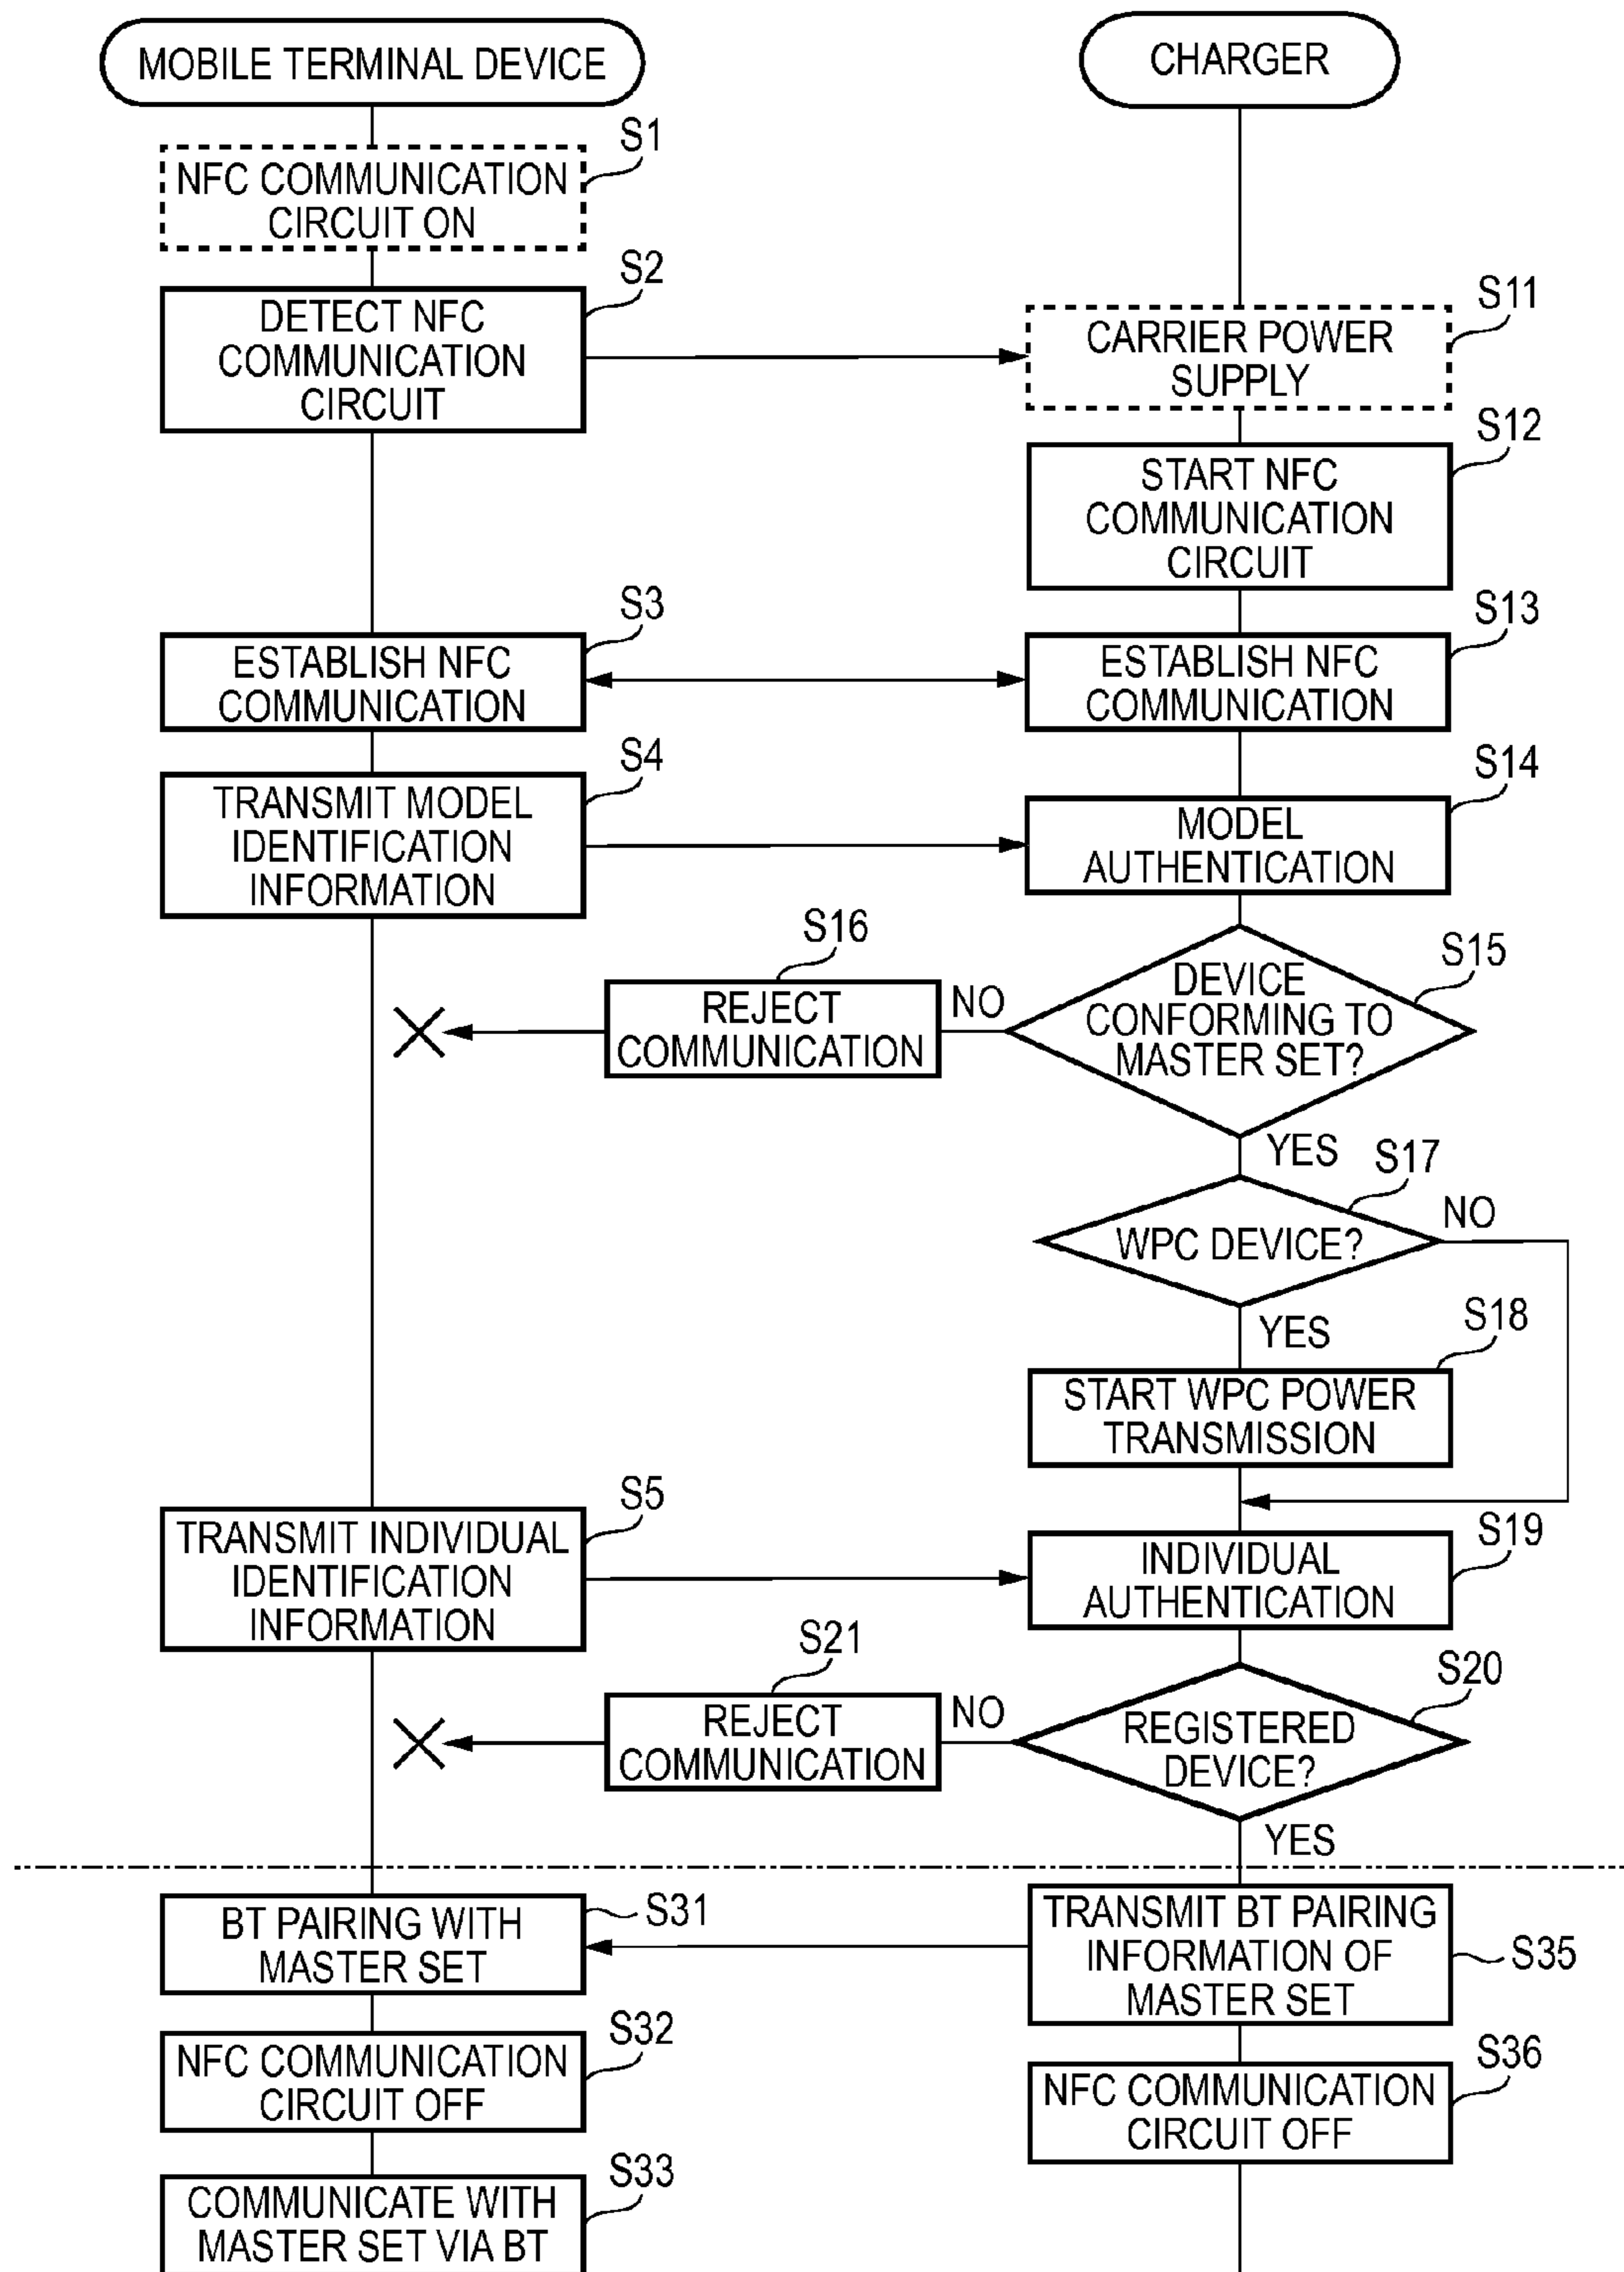 MOBILE TERMINAL DEVICE
CHARGER
S1
NFC COMMUNICATION
CIRCUIT ON
S2
DETECT NFC
COMMUNICATION
CIRCUIT
S11
CARRIER POWER
SUPPLY
S12
START NFC
COMMUNICATION
CIRCUIT
S3
ESTABLISH NFC
COMMUNICATION
S13
ESTABLISH NFC
COMMUNICATION
S4
TRANSMIT MODEL
IDENTIFICATION
INFORMATION
S14
MODEL
AUTHENTICATION
S16
REJECT
COMMUNICATION
NO
S15
DEVICE
CONFORMING TO
MASTER SET?
YES
S17
WPC DEVICE?
NO
YES
S18
START WPC POWER
TRANSMISSION
S5
TRANSMIT INDIVIDUAL
IDENTIFICATION
INFORMATION
S19
INDIVIDUAL
AUTHENTICATION
S21
REJECT
COMMUNICATION
NO
S20
REGISTERED
DEVICE?
YES
BT PAIRING WITH
MASTER SET
S31
TRANSMIT BT PAIRING
INFORMATION OF
MASTER SET
S35
S32
NFC COMMUNICATION
CIRCUIT OFF
S36
NFC COMMUNICATION
CIRCUIT OFF
S33
COMMUNICATE WITH
MASTER SET VIA BT